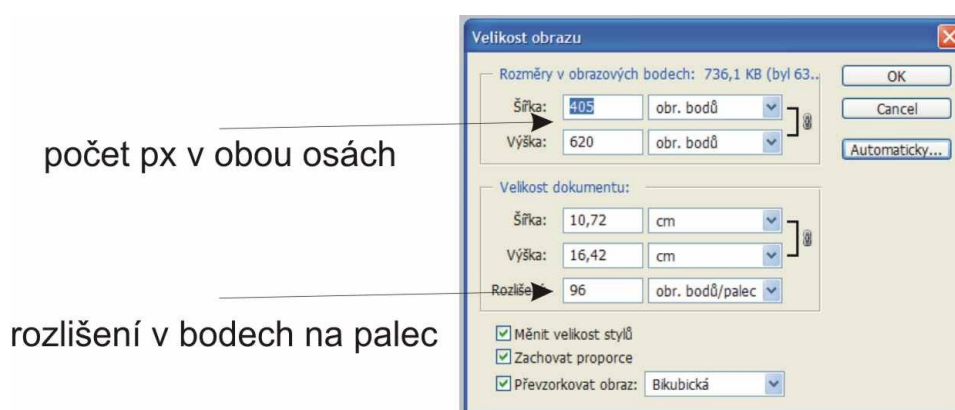 Velikost obrazu
Rozměry v obrazových bodech: 736,1 KB (byl 63..
OK
Šířka: 405 obr. bodů
Cancel
počet px v obou osách
Výška: 620 obr. bodů
Automaticky...
Velikost dokumentu:
Šířka: 10,72 cm
Výška: 16,42 cm
Rozlišení: 96 obr. bodů/palec
rozlišení v bodech na palec
Měnit velikost stylů
Zachovat proporce
Převzorkovat obraz: Bikubická